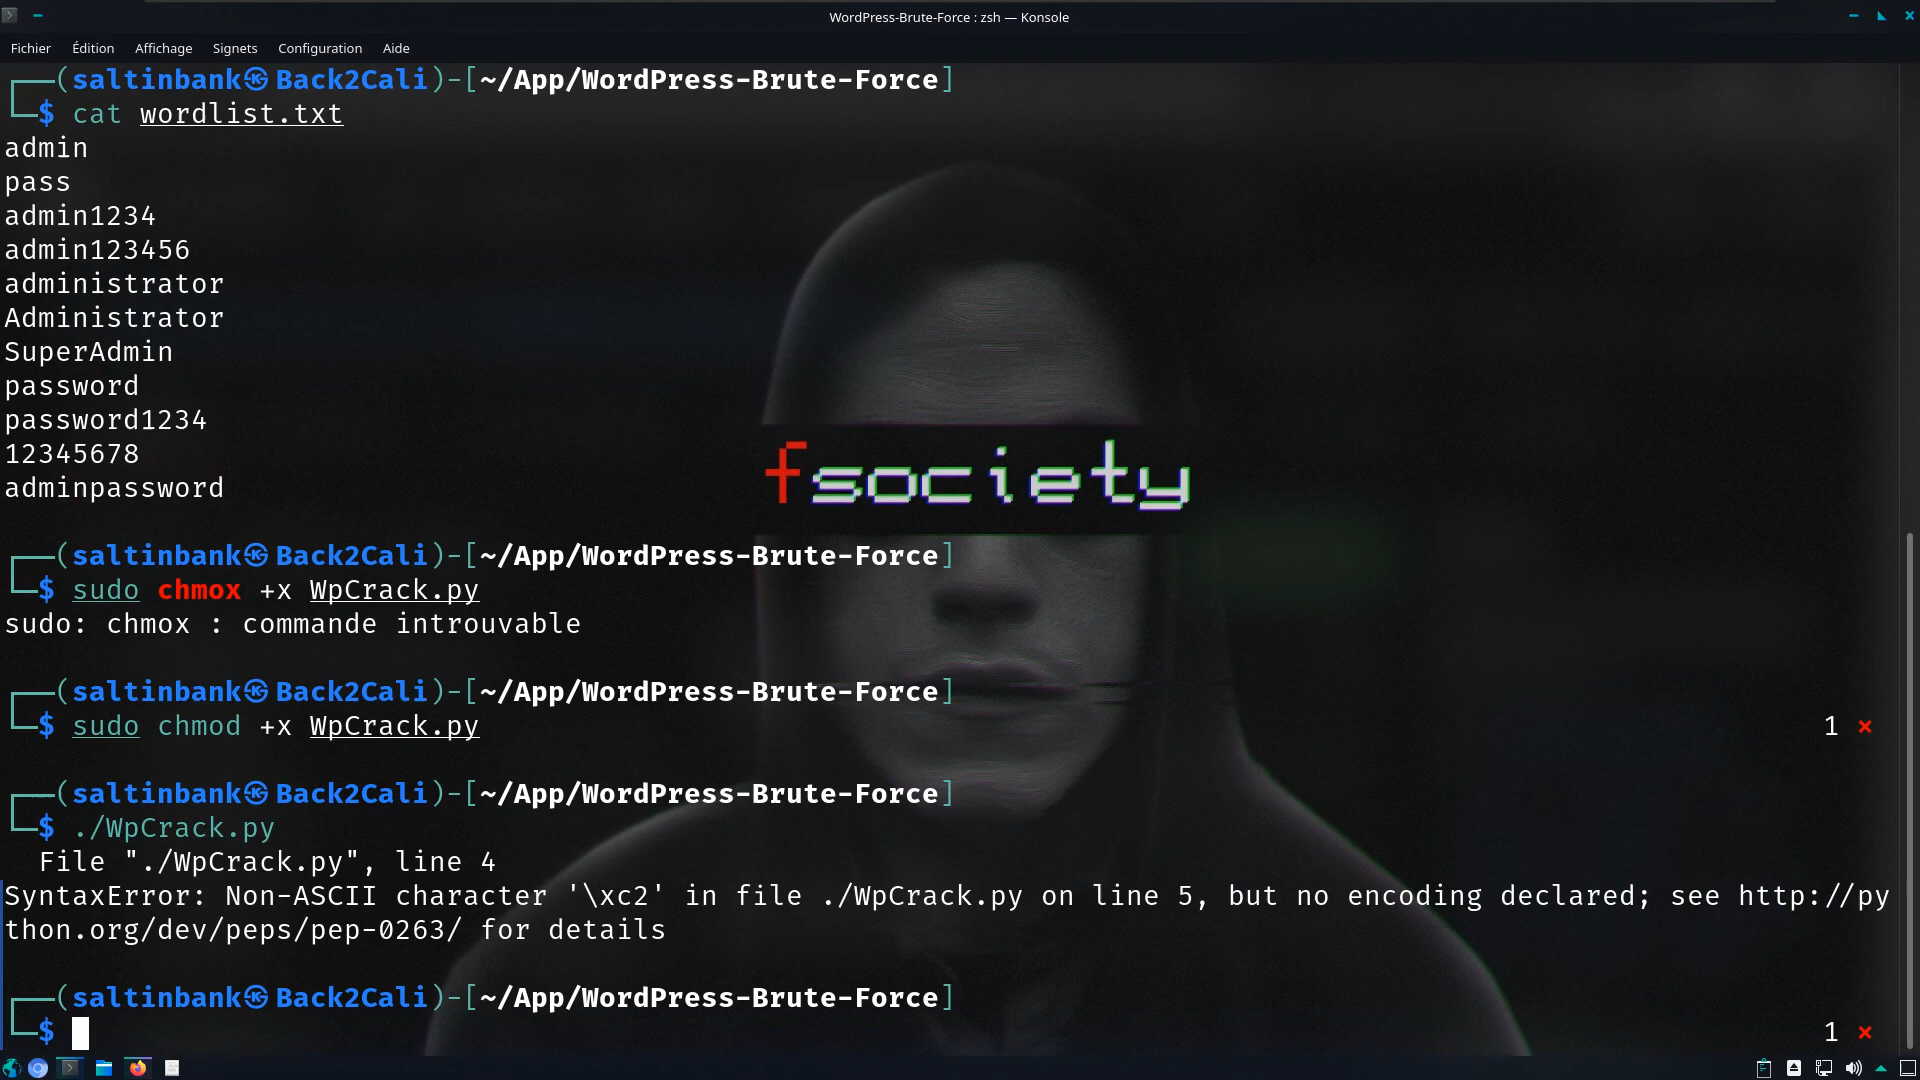 WordPress-Brute-Force : zsh — Konsole
Fichier Édition Affichage Signets Configuration Aide
(saltinbank㉿Back2Cali)-[~/App/WordPress-Brute-Force]
$ cat wordlist.txt
admin
pass
admin1234
admin123456
administrator
Administrator
SuperAdmin
password
password1234
12345678
adminpassword
fsociety
(saltinbank㉿Back2Cali)-[~/App/WordPress-Brute-Force]
$ sudo chmox +x WpCrack.py
sudo: chmox : commande introuvable
(saltinbank㉿Back2Cali)-[~/App/WordPress-Brute-Force]
$ sudo chmod +x WpCrack.py 1 ×
(saltinbank㉿Back2Cali)-[~/App/WordPress-Brute-Force]
$ ./WpCrack.py
File "./WpCrack.py", line 4
SyntaxError: Non-ASCII character '\xc2' in file ./WpCrack.py on line 5, but no encoding declared; see http://py
thon.org/dev/peps/pep-0263/ for details
(saltinbank㉿Back2Cali)-[~/App/WordPress-Brute-Force]
$ 1 ×